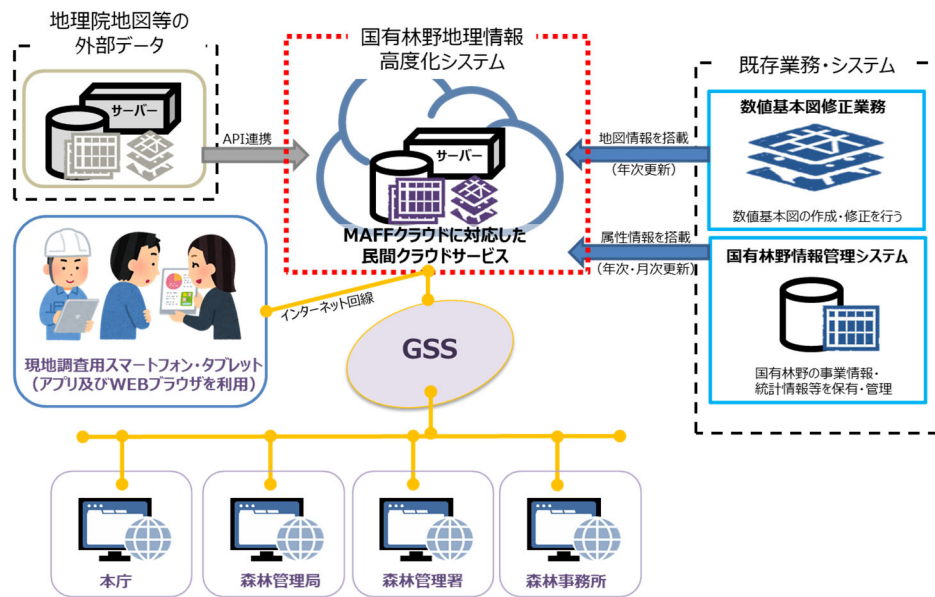 地理院地図等の
外部データ
サーバー
API連携
国有林野地理情報
高度化システム
サーバー
MAFFクラウドに対応した
民間クラウドサービス
既存業務・システム
数値基本図修正業務
数値基本図の作成・修正を行う
地図情報を搭載
(年次更新)
属性情報を搭載
(年次・月次更新)
国有林野情報管理システム
国有林野の事業情報・
統計情報等を保有・管理
現地調査用スマートフォン・タブレット
(アプリ及びWEBブラウザを利用)
インターネット回線
GSS
本庁
森林管理局
森林管理署
森林事務所